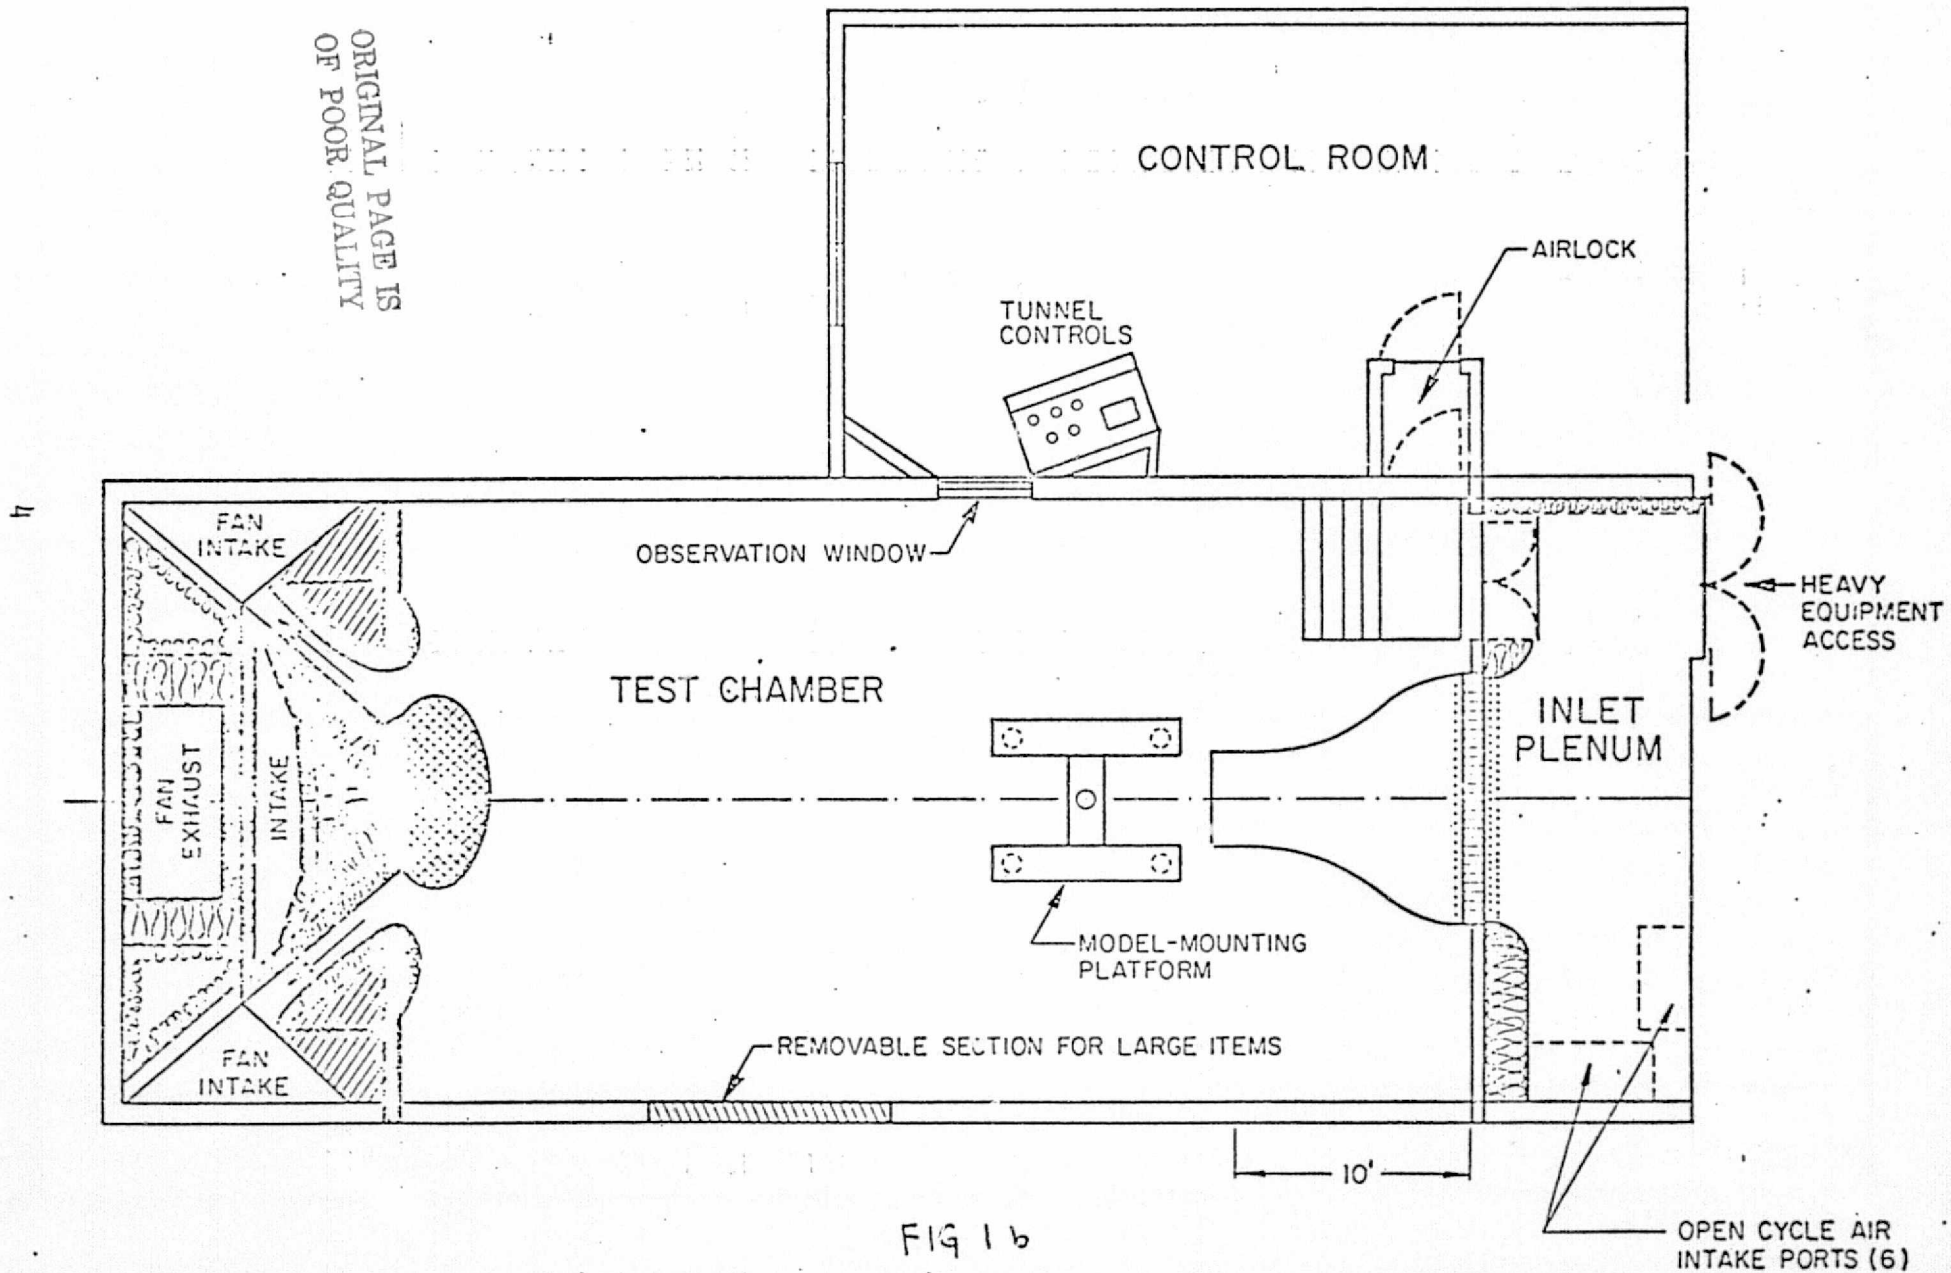 ORIGINAL PAGE IS
OF POOR QUALITY
CONTROL ROOM
AIRLOCK
TUNNEL
CONTROLS
4
FAN
INTAKE
OBSERVATION WINDOW
HEAVY
EQUIPMENT
ACCESS
TEST CHAMBER
INLET
PLENUM
FAN
EXHAUST
INTAKE
MODEL-MOUNTING
PLATFORM
FAN
INTAKE
REMOVABLE SECTION FOR LARGE ITEMS
10'
OPEN CYCLE AIR
INTAKE PORTS (6)
FIG 1 b